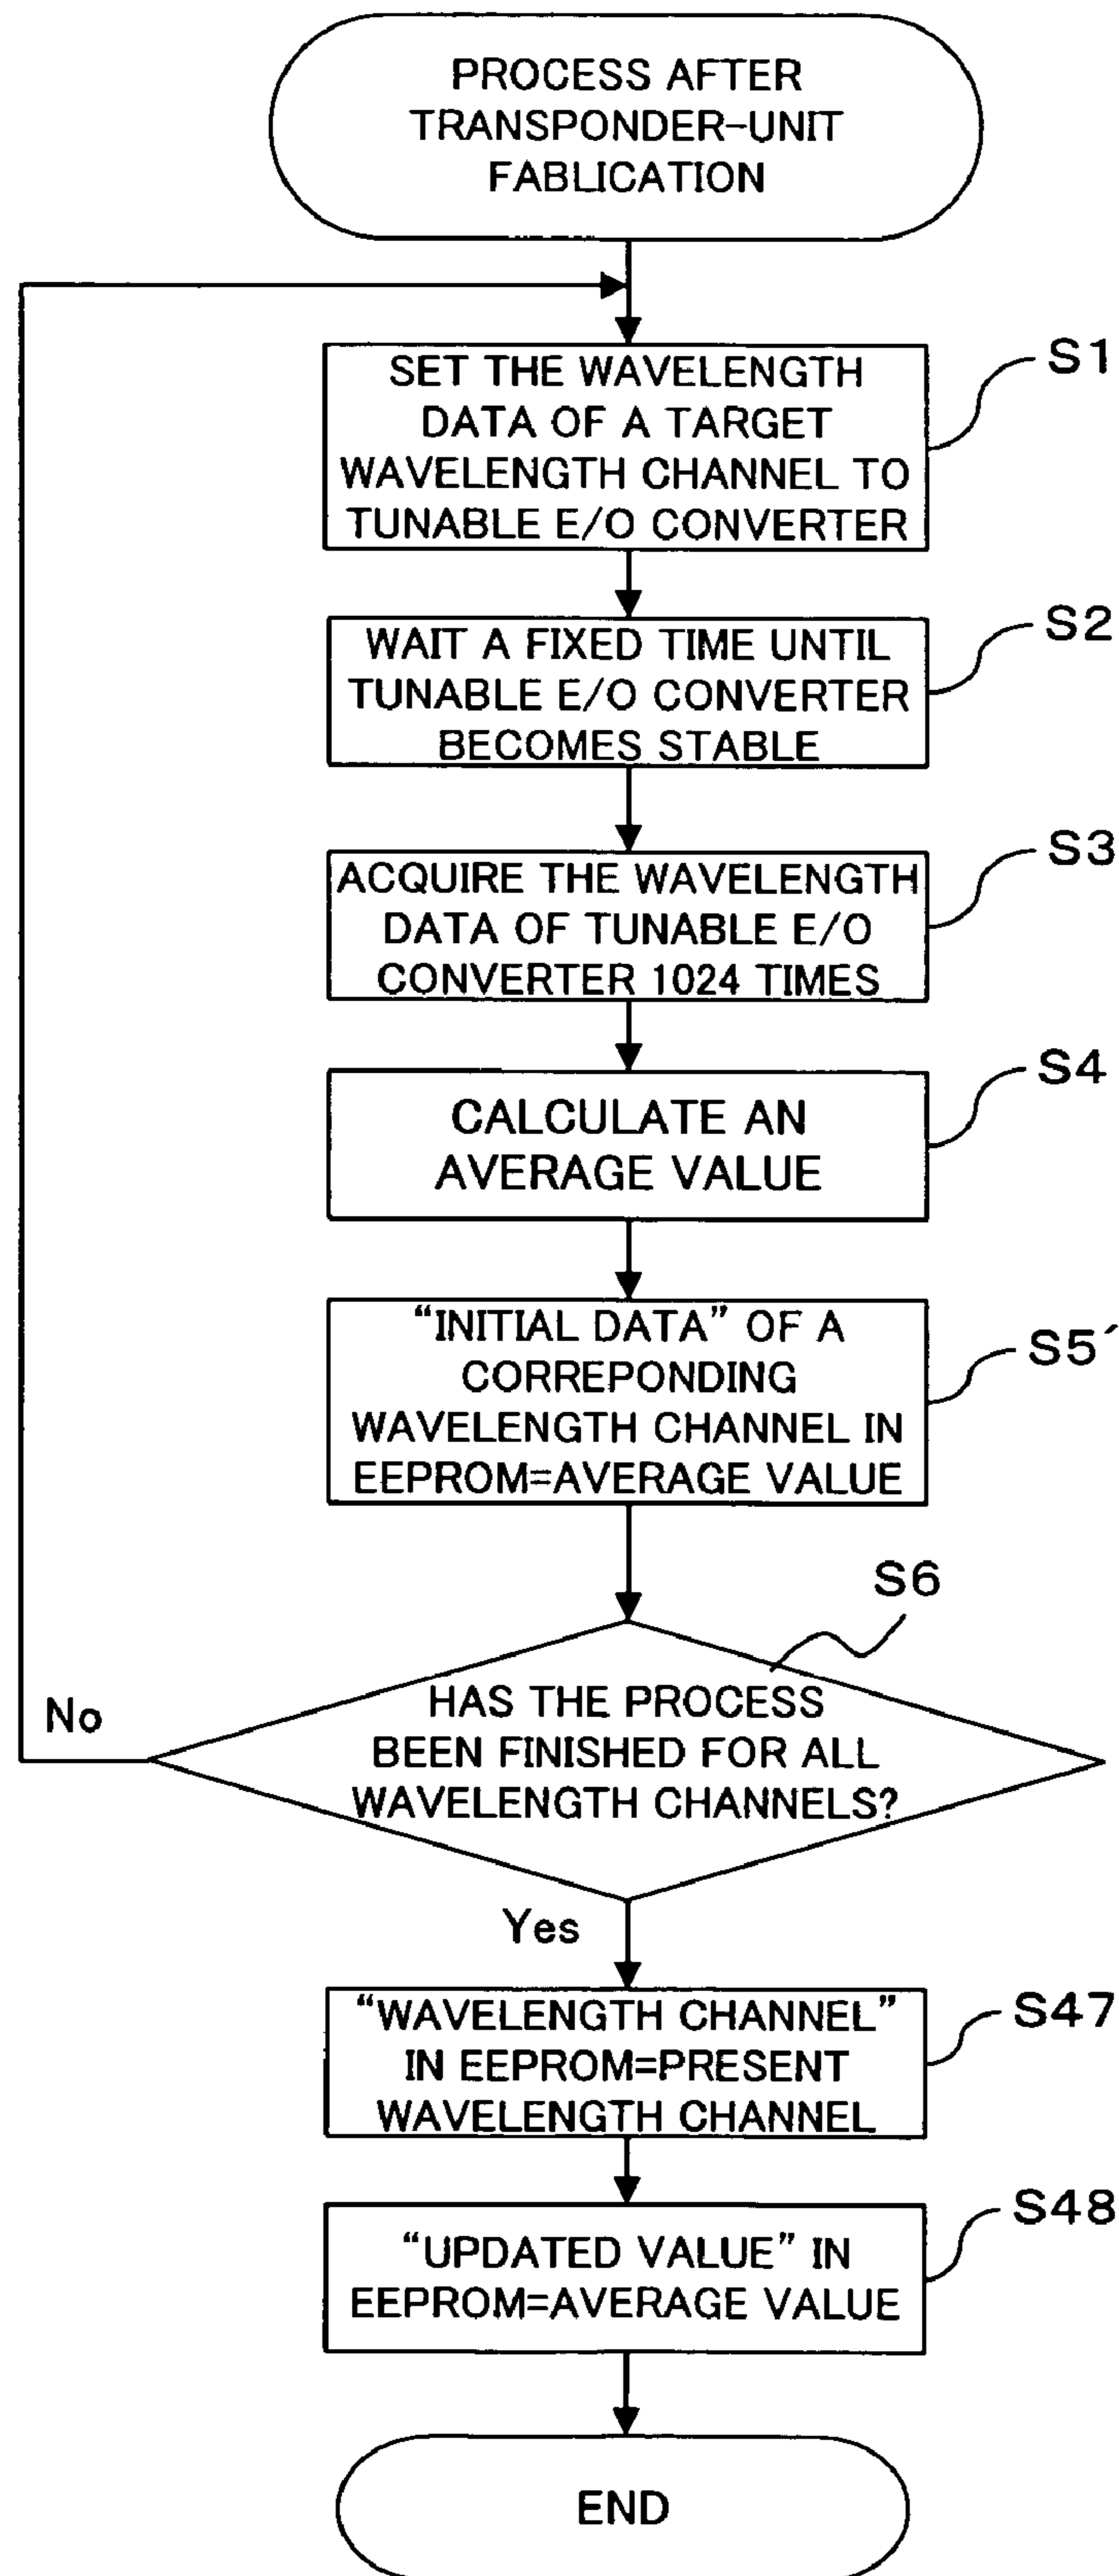 PROCESS AFTER
TRANSPONDER-UNIT
FABLICATION
SET THE WAVELENGTH
DATA OF A TARGET
WAVELENGTH CHANNEL TO
TUNABLE E/O CONVERTER
S1
WAIT A FIXED TIME UNTIL
TUNABLE E/O CONVERTER
BECOMES STABLE
S2
ACQUIRE THE WAVELENGTH
DATA OF TUNABLE E/O
CONVERTER 1024 TIMES
S3
CALCULATE AN
AVERAGE VALUE
S4
“INITIAL DATA” OF A
CORREPONDING
WAVELENGTH CHANNEL IN
EEPROM=AVERAGE VALUE
S5´
S6
HAS THE PROCESS
BEEN FINISHED FOR ALL
WAVELENGTH CHANNELS?
No
Yes
“WAVELENGTH CHANNEL”
IN EEPROM=PRESENT
WAVELENGTH CHANNEL
S47
“UPDATED VALUE” IN
EEPROM=AVERAGE VALUE
S48
END